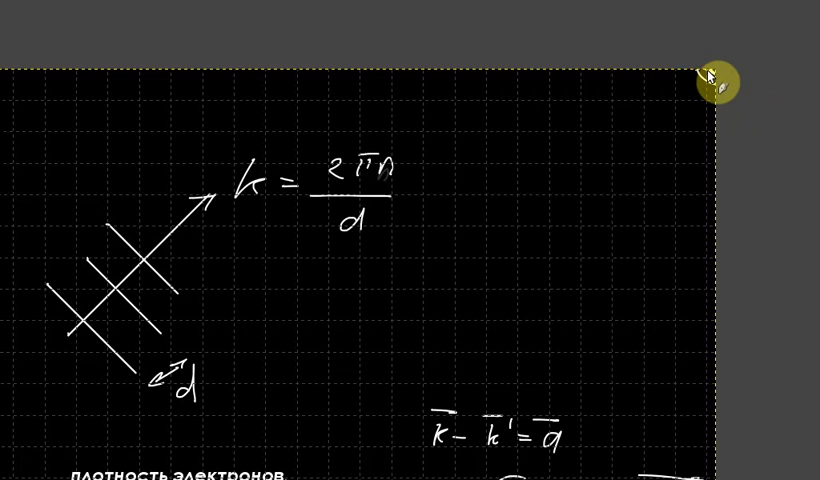 k = 2πn / d
d
k̅ - k̅' = q̅
плотность электронов